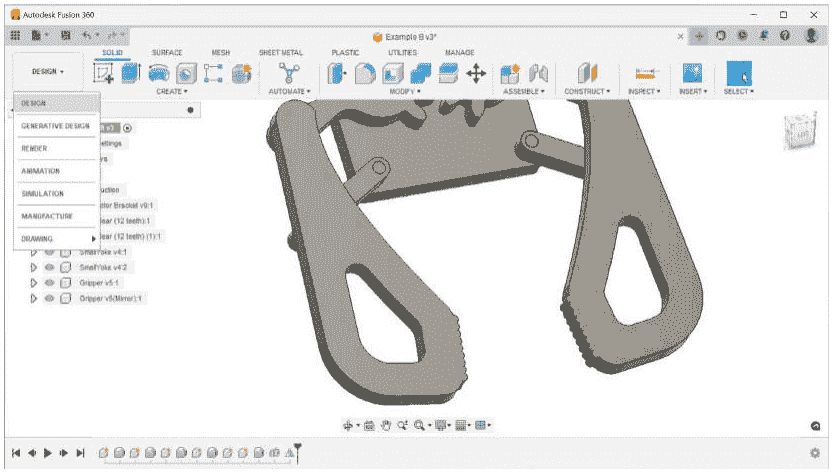 Autodesk Fusion 360
Example B v3*
SOLID SURFACE MESH SHEET METAL PLASTIC UTILITIES MANAGE
DESIGN
CREATE AUTOMATE MODIFY ASSEMBLE CONSTRUCT INSPECT INSERT SELECT
DESIGN
GENERATIVE DESIGN
RENDER
ANIMATION
SIMULATION
MANUFACTURE
DRAWING
v3
ettings
uction
tor Bracket v9:1
ear (12 teeth):1
ear (12 teeth) (1):1
SmallYoke v4:1
SmallYoke v4:2
Gripper v5:1
Gripper v5(Mirror):1